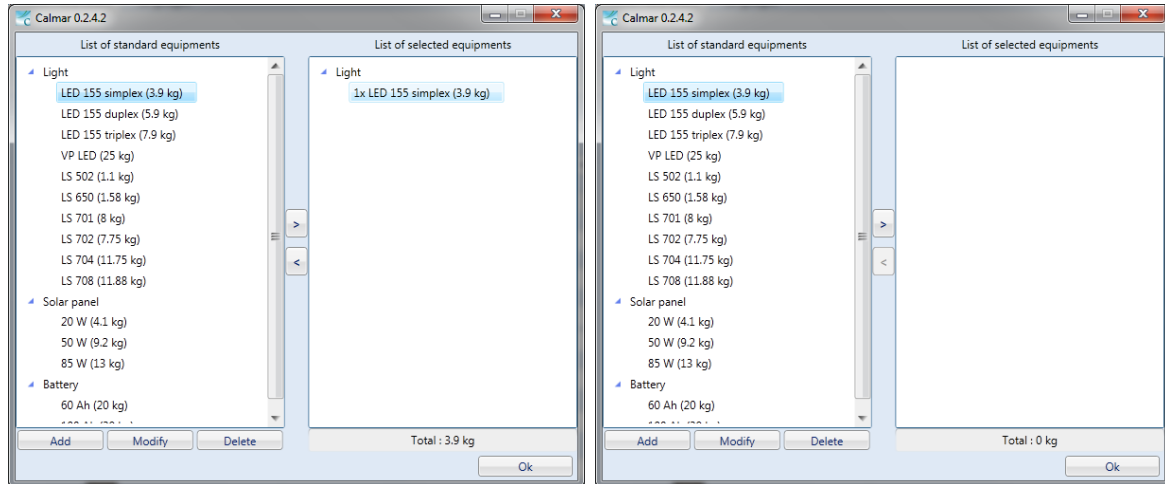 Calmar 0.2.4.2
List of standard equipments
List of selected equipments
Light
LED 155 simplex (3.9 kg)
LED 155 duplex (5.9 kg)
LED 155 triplex (7.9 kg)
VP LED (25 kg)
LS 502 (1.1 kg)
LS 650 (1.58 kg)
LS 701 (8 kg)
LS 702 (7.75 kg)
LS 704 (11.75 kg)
LS 708 (11.88 kg)
Solar panel
20 W (4.1 kg)
50 W (9.2 kg)
85 W (13 kg)
Battery
60 Ah (20 kg)
>
<
Light
1x LED 155 simplex (3.9 kg)
Add Modify Delete
Total : 3.9 kg
Ok
Calmar 0.2.4.2
List of standard equipments
List of selected equipments
Light
LED 155 simplex (3.9 kg)
LED 155 duplex (5.9 kg)
LED 155 triplex (7.9 kg)
VP LED (25 kg)
LS 502 (1.1 kg)
LS 650 (1.58 kg)
LS 701 (8 kg)
LS 702 (7.75 kg)
LS 704 (11.75 kg)
LS 708 (11.88 kg)
Solar panel
20 W (4.1 kg)
50 W (9.2 kg)
85 W (13 kg)
Battery
60 Ah (20 kg)
>
<
Add Modify Delete
Total : 0 kg
Ok